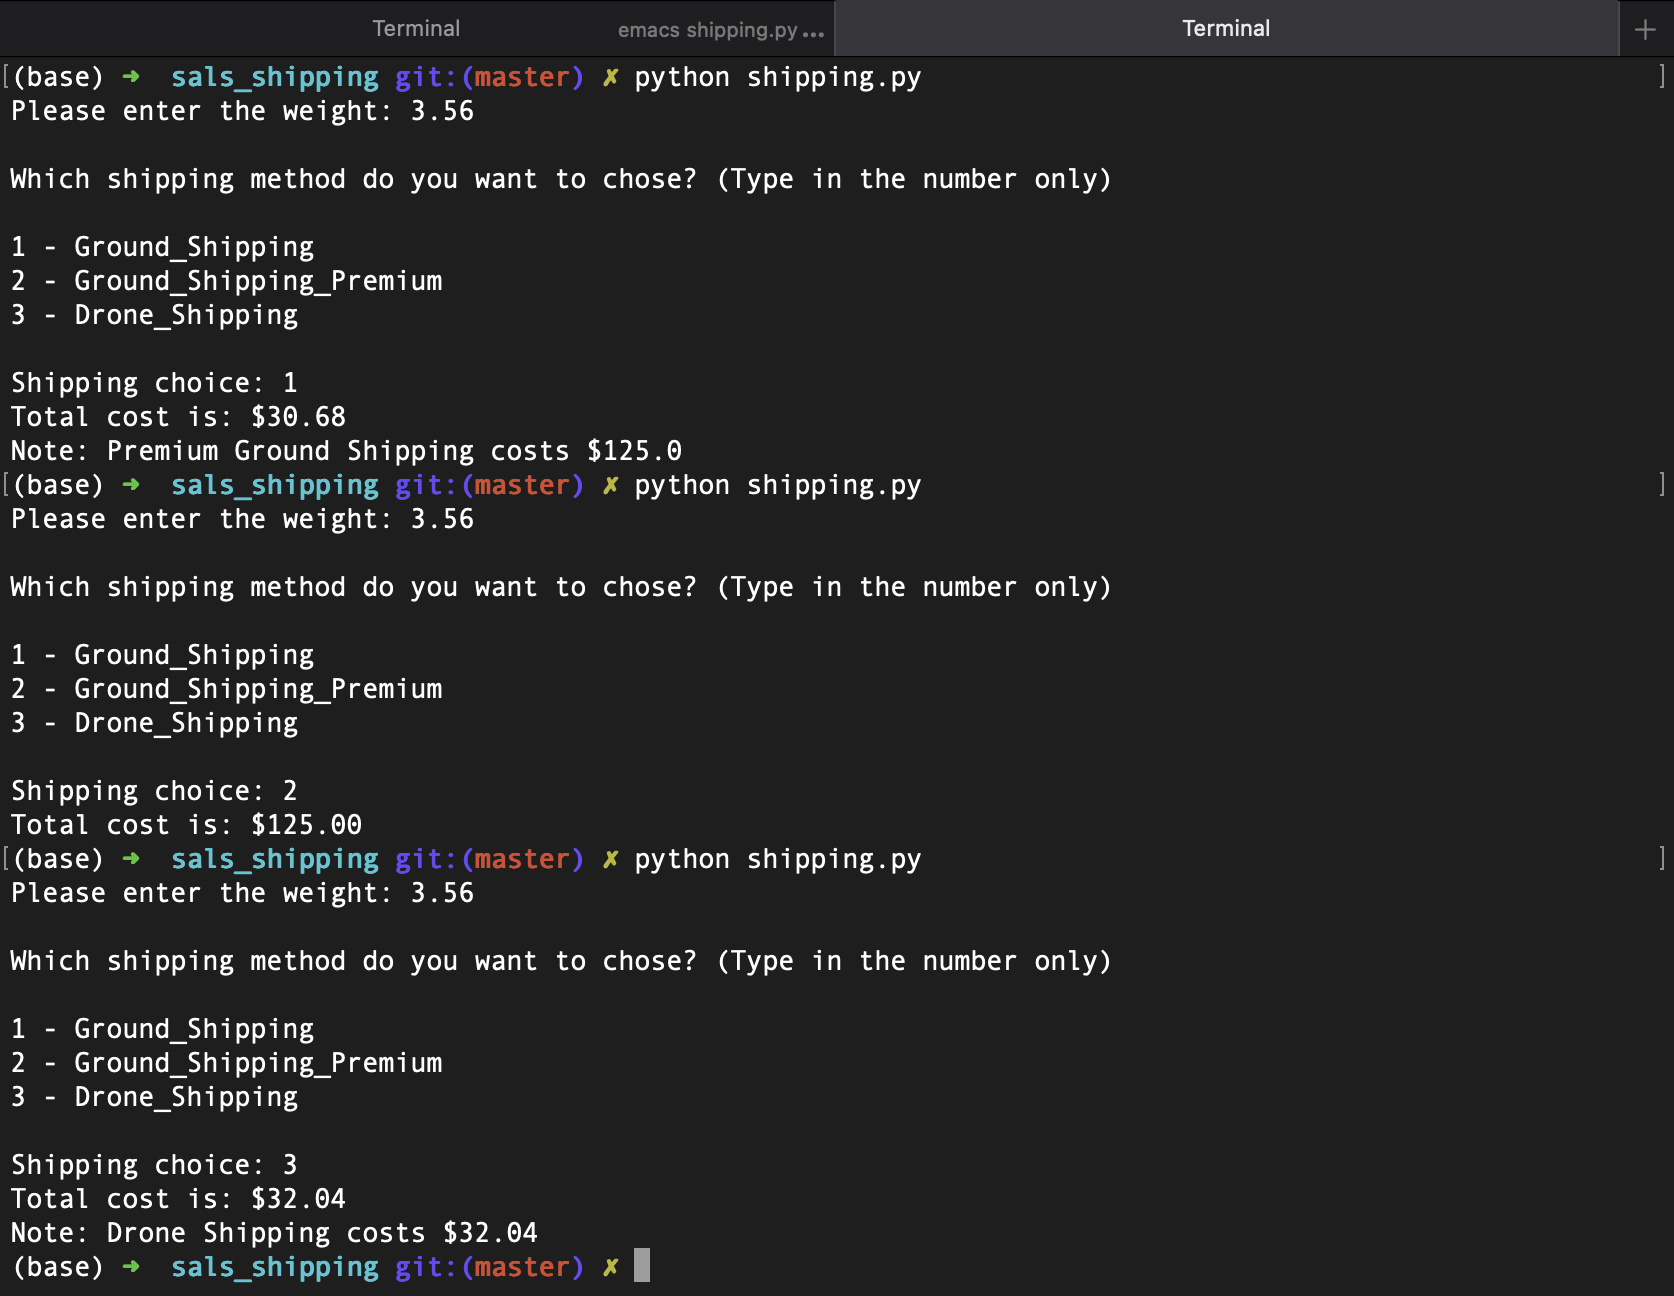 Terminal emacs shipping.py... Terminal +
[(base) ➜  sals_shipping git:(master) ✗ python shipping.py ]
Please enter the weight: 3.56
Which shipping method do you want to chose? (Type in the number only)
1 - Ground_Shipping
2 - Ground_Shipping_Premium
3 - Drone_Shipping
Shipping choice: 1
Total cost is: $30.68
Note: Premium Ground Shipping costs $125.0
[(base) ➜  sals_shipping git:(master) ✗ python shipping.py ]
Please enter the weight: 3.56
Which shipping method do you want to chose? (Type in the number only)
1 - Ground_Shipping
2 - Ground_Shipping_Premium
3 - Drone_Shipping
Shipping choice: 2
Total cost is: $125.00
[(base) ➜  sals_shipping git:(master) ✗ python shipping.py ]
Please enter the weight: 3.56
Which shipping method do you want to chose? (Type in the number only)
1 - Ground_Shipping
2 - Ground_Shipping_Premium
3 - Drone_Shipping
Shipping choice: 3
Total cost is: $32.04
Note: Drone Shipping costs $32.04
(base) ➜  sals_shipping git:(master) ✗